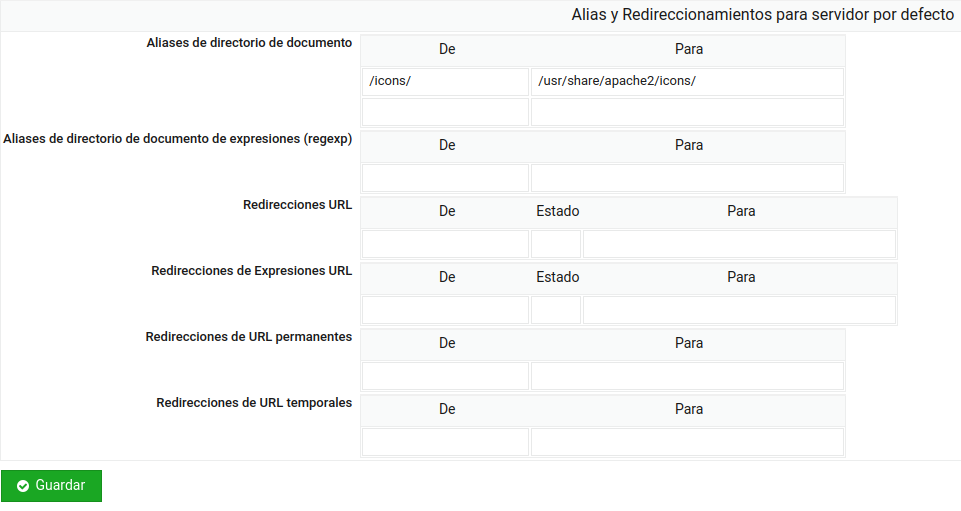 Alias y Redireccionamientos para servidor por defecto
Aliases de directorio de documento
De Para
/icons/ /usr/share/apache2/icons/
Aliases de directorio de documento de expresiones (regexp)
De Para
Redirecciones URL
De Estado Para
Redirecciones de Expresiones URL
De Estado Para
Redirecciones de URL permanentes
De Para
Redirecciones de URL temporales
De Para
Guardar